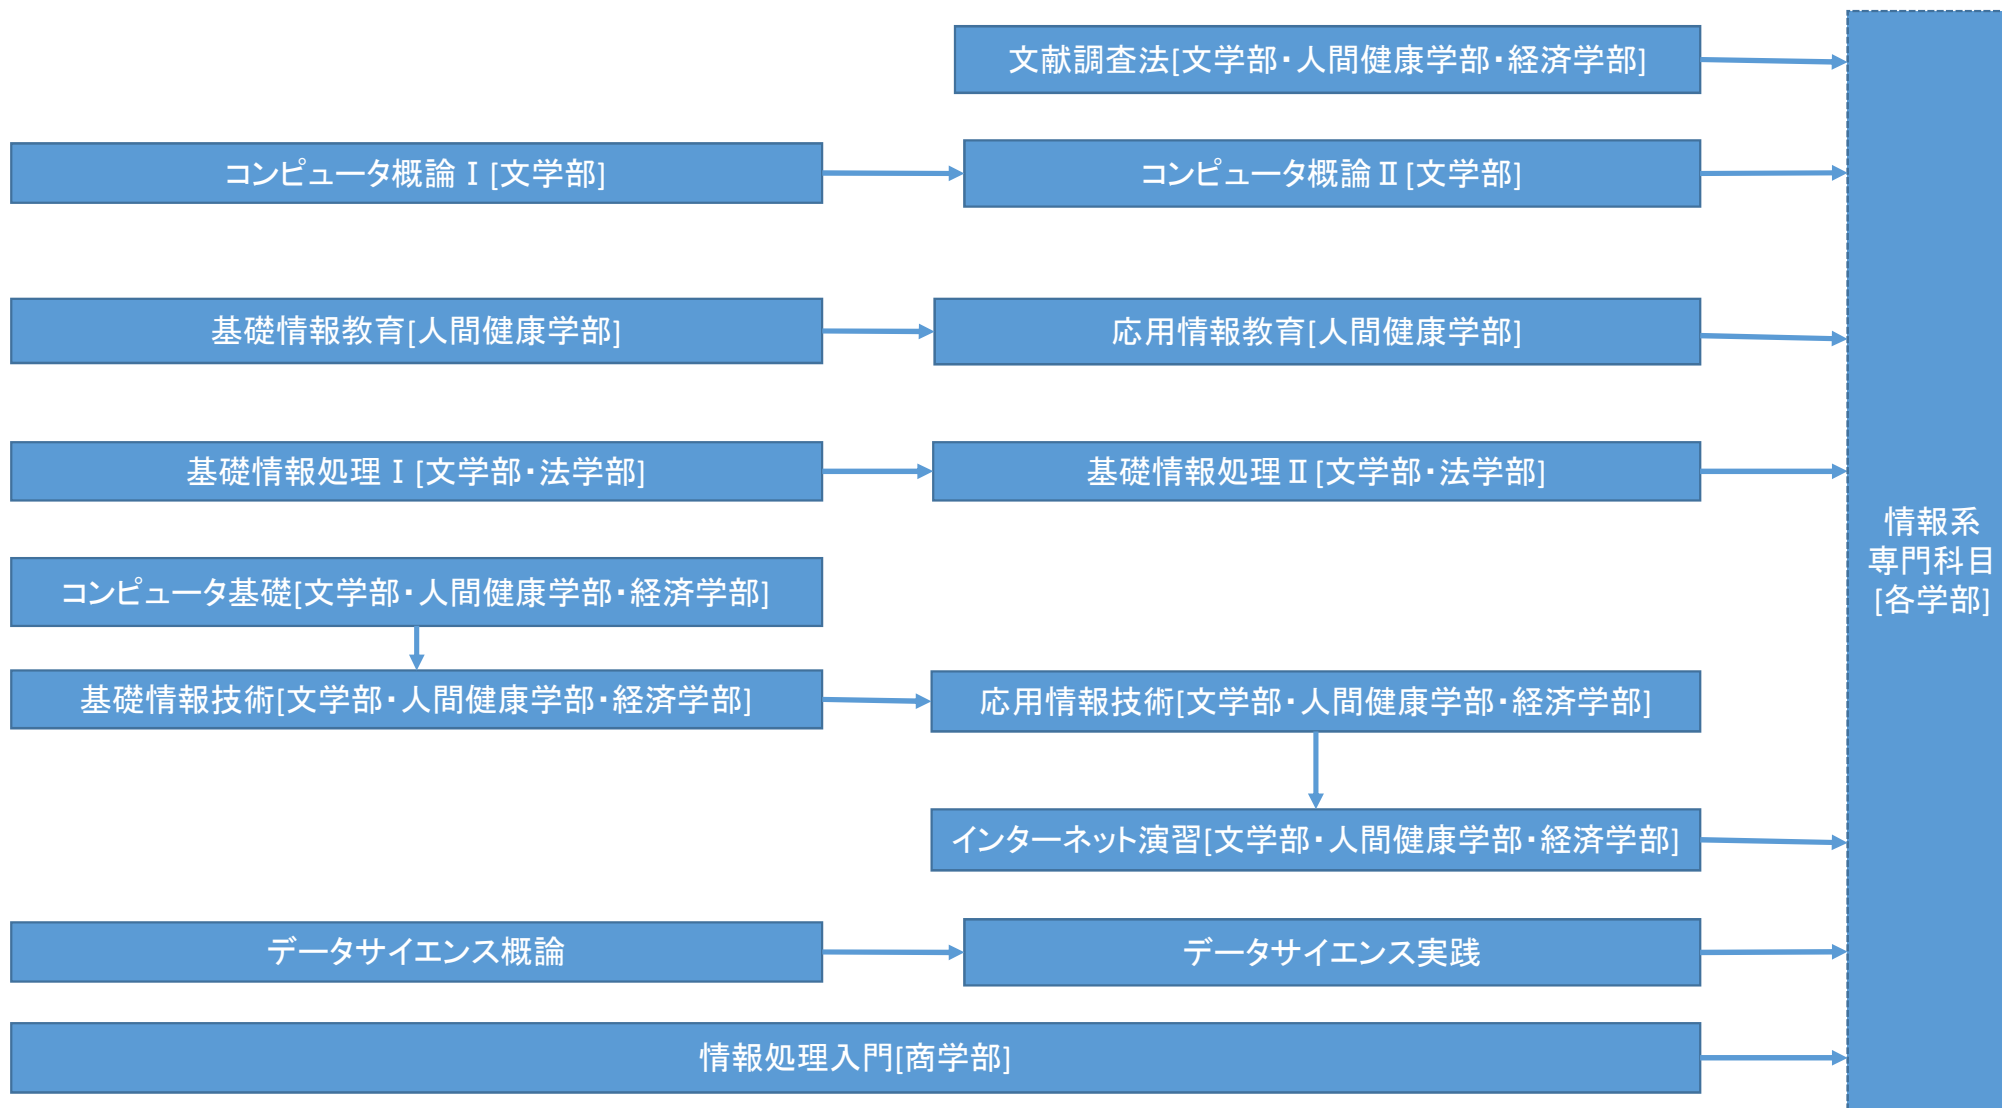 文献調査法[文学部・人間健康学部・経済学部]
コンピュータ概論Ⅰ[文学部]
コンピュータ概論Ⅱ[文学部]
基礎情報教育[人間健康学部]
応用情報教育[人間健康学部]
基礎情報処理Ⅰ[文学部・法学部]
基礎情報処理Ⅱ[文学部・法学部]
コンピュータ基礎[文学部・人間健康学部・経済学部]
基礎情報技術[文学部・人間健康学部・経済学部]
応用情報技術[文学部・人間健康学部・経済学部]
インターネット演習[文学部・人間健康学部・経済学部]
データサイエンス概論
データサイエンス実践
情報処理入門[商学部]
情報系
専門科目
[各学部]